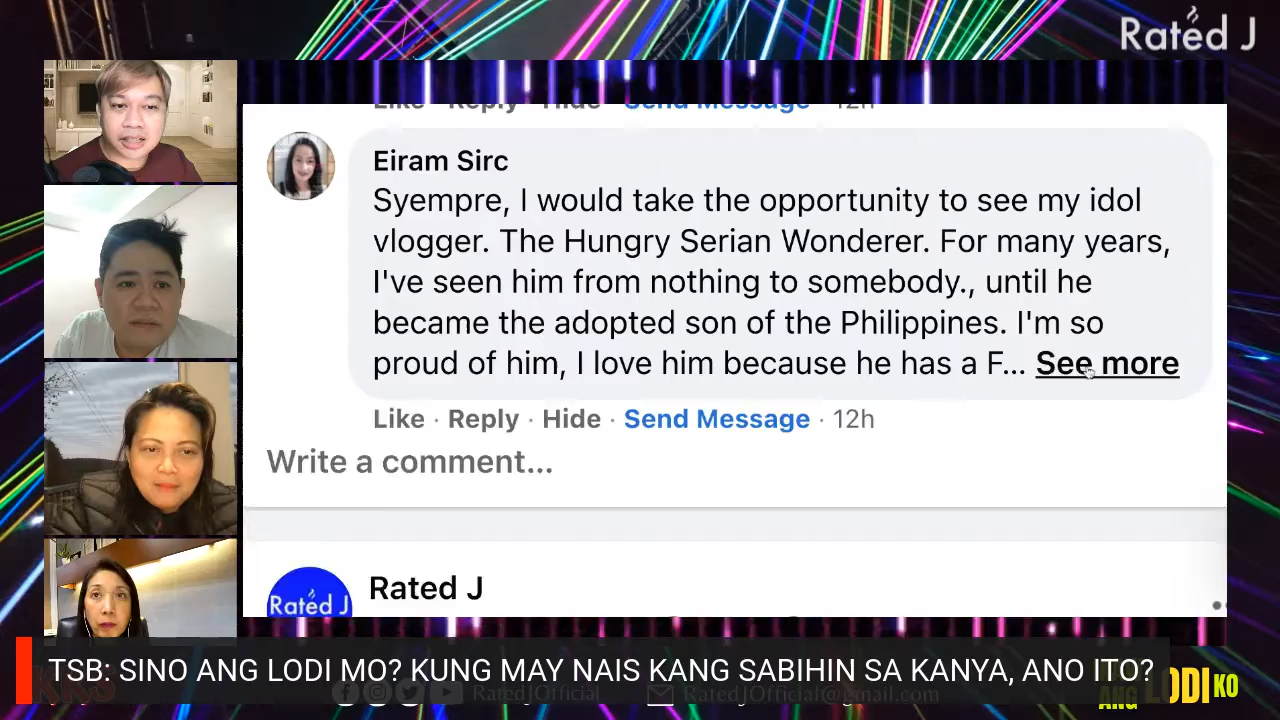 Rated J
Like · Reply · Hide · Send Message · 12h
Eiram Sirc
Syempre, I would take the opportunity to see my idol
vlogger. The Hungry Serian Wonderer. For many years,
I've seen him from nothing to somebody., until he
became the adopted son of the Philippines. I'm so
proud of him, I love him because he has a F... See more
Like · Reply · Hide · Send Message · 12h
Write a comment...
Rated J
Rated J
TSB: SINO ANG LODI MO? KUNG MAY NAIS KANG SABIHIN SA KANYA, ANO ITO?
RatedJOfficial
RatedJOfficial@gmail.com
ANG LODI KO